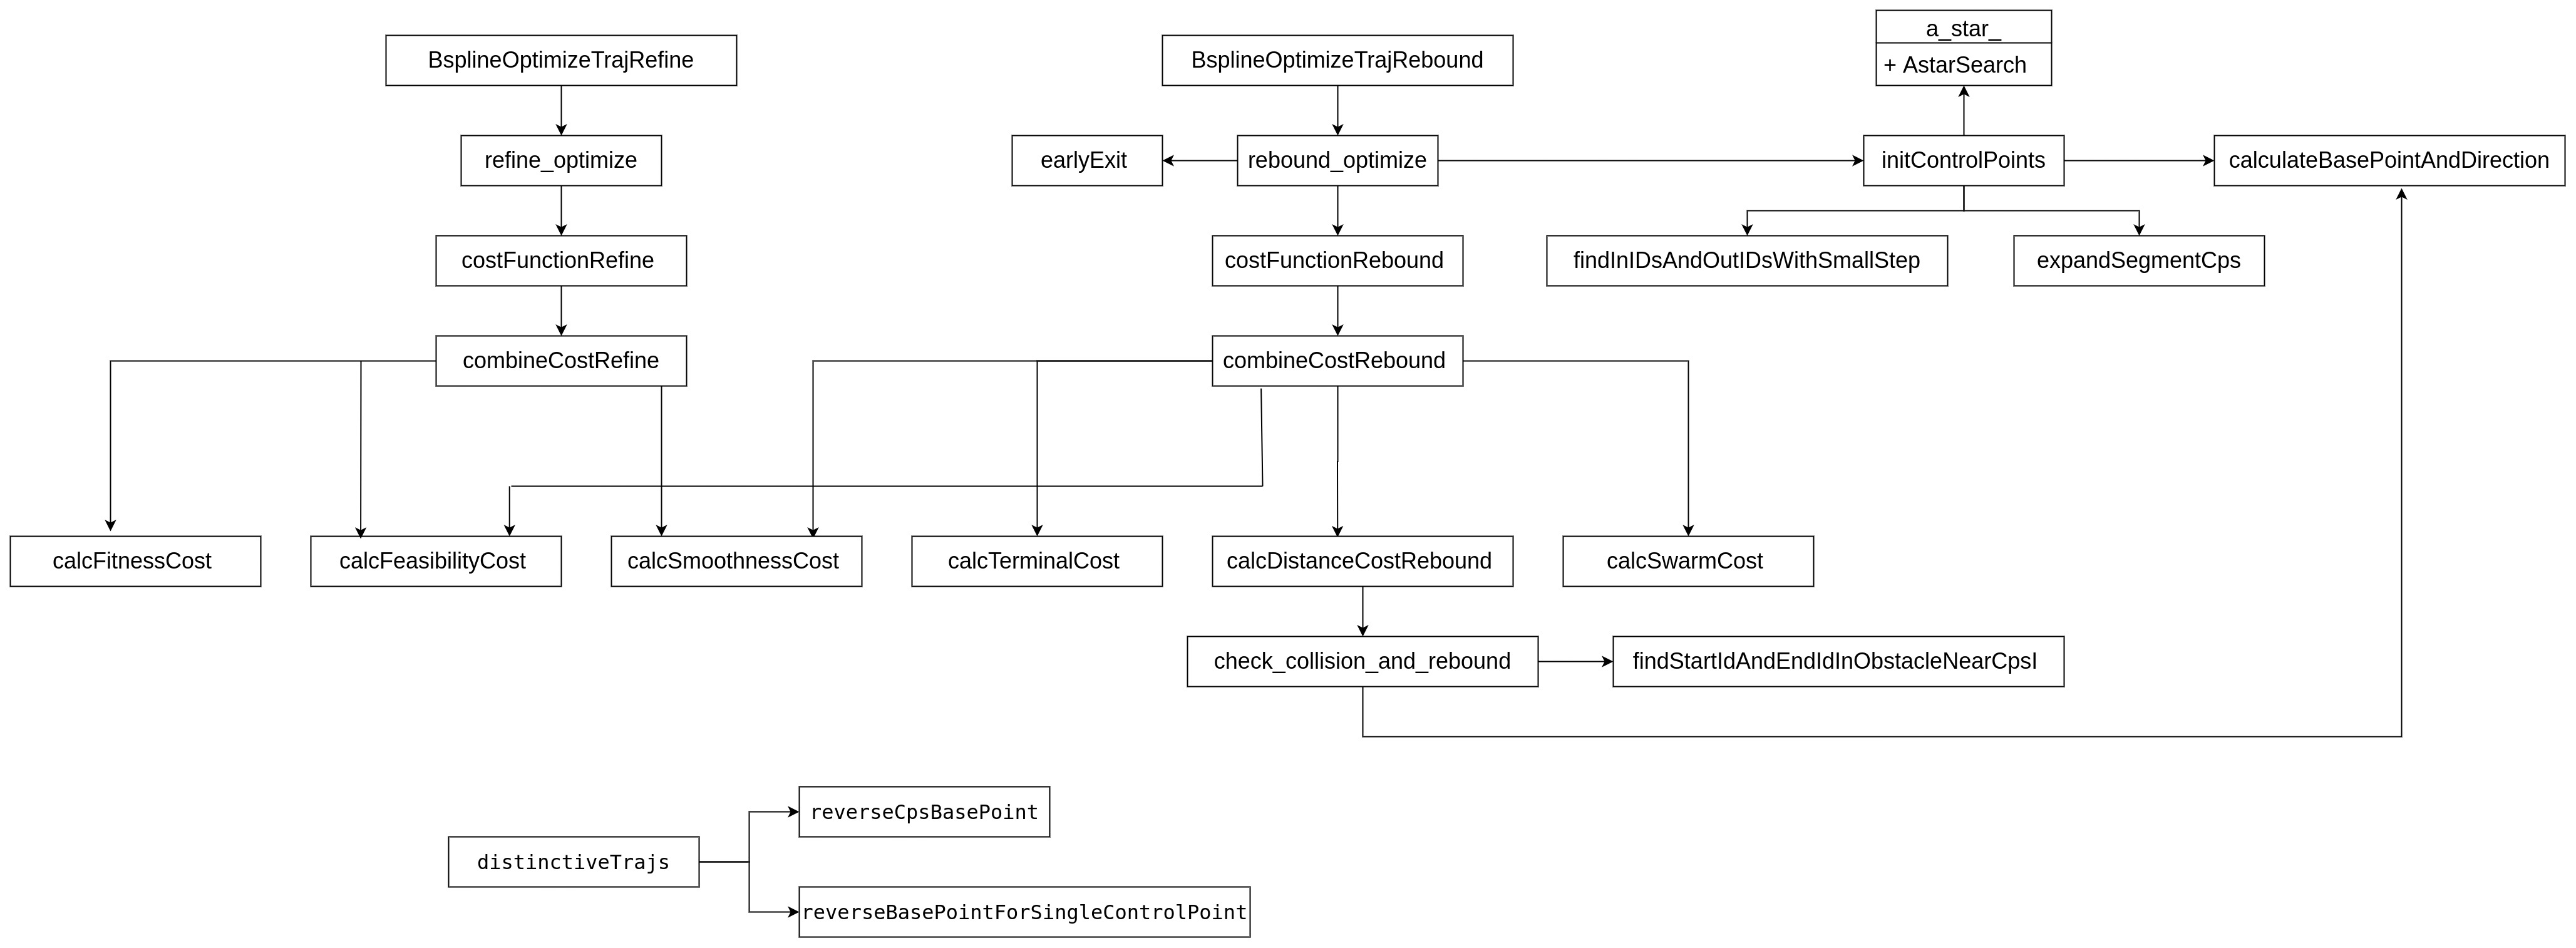 a_star_
+ AstarSearch
BsplineOptimizeTrajRefine
BsplineOptimizeTrajRebound
refine_optimize
earlyExit
rebound_optimize
initControlPoints
calculateBasePointAndDirection
costFunctionRefine
costFunctionRebound
findInIDsAndOutIDsWithSmallStep
expandSegmentCps
combineCostRefine
combineCostRebound
calcFitnessCost
calcFeasibilityCost
calcSmoothnessCost
calcTerminalCost
calcDistanceCostRebound
calcSwarmCost
check_collision_and_rebound
findStartIdAndEndIdInObstacleNearCpsI
reverseCpsBasePoint
distinctiveTrajs
reverseBasePointForSingleControlPoint